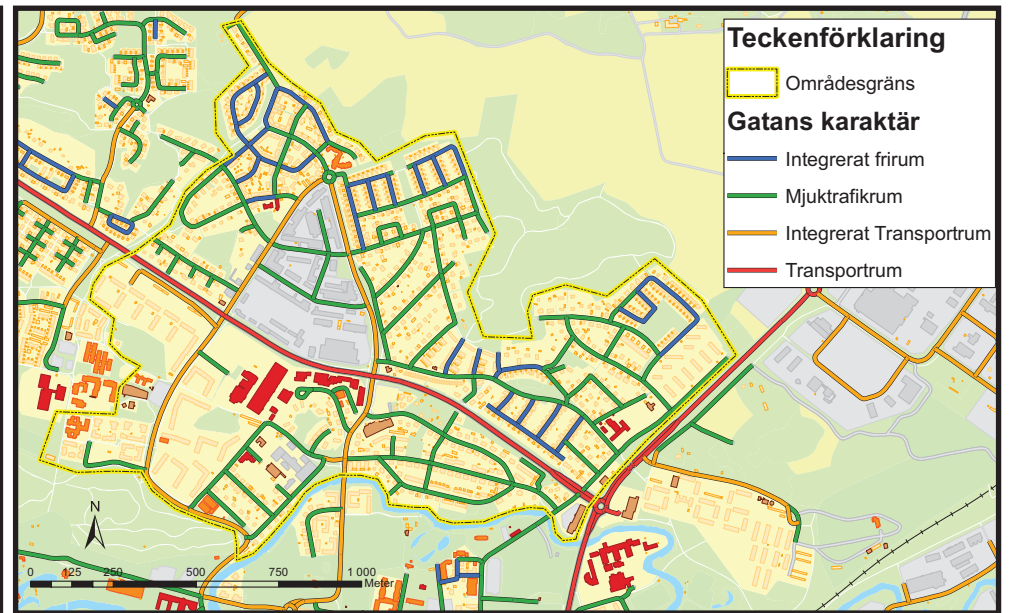 Teckenförklaring
Områdesgräns
Gatans karaktär
Integrerat frirum
Mjuktrafikrum
Integrerat Transportrum
Transportrum
N
0 125 250 500 750 1 000
Meter